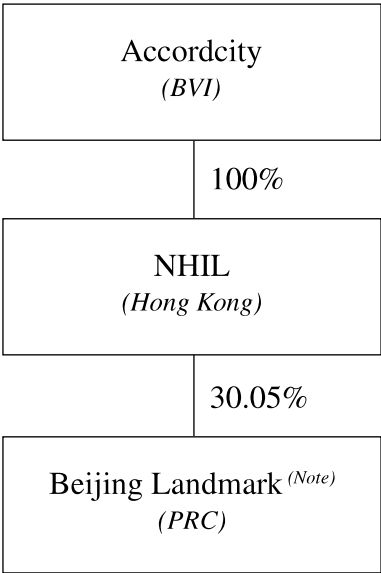 Accordcity
(BVI)
100%
NHIL
(Hong Kong)
30.05%
Beijing Landmark (Note)
(PRC)